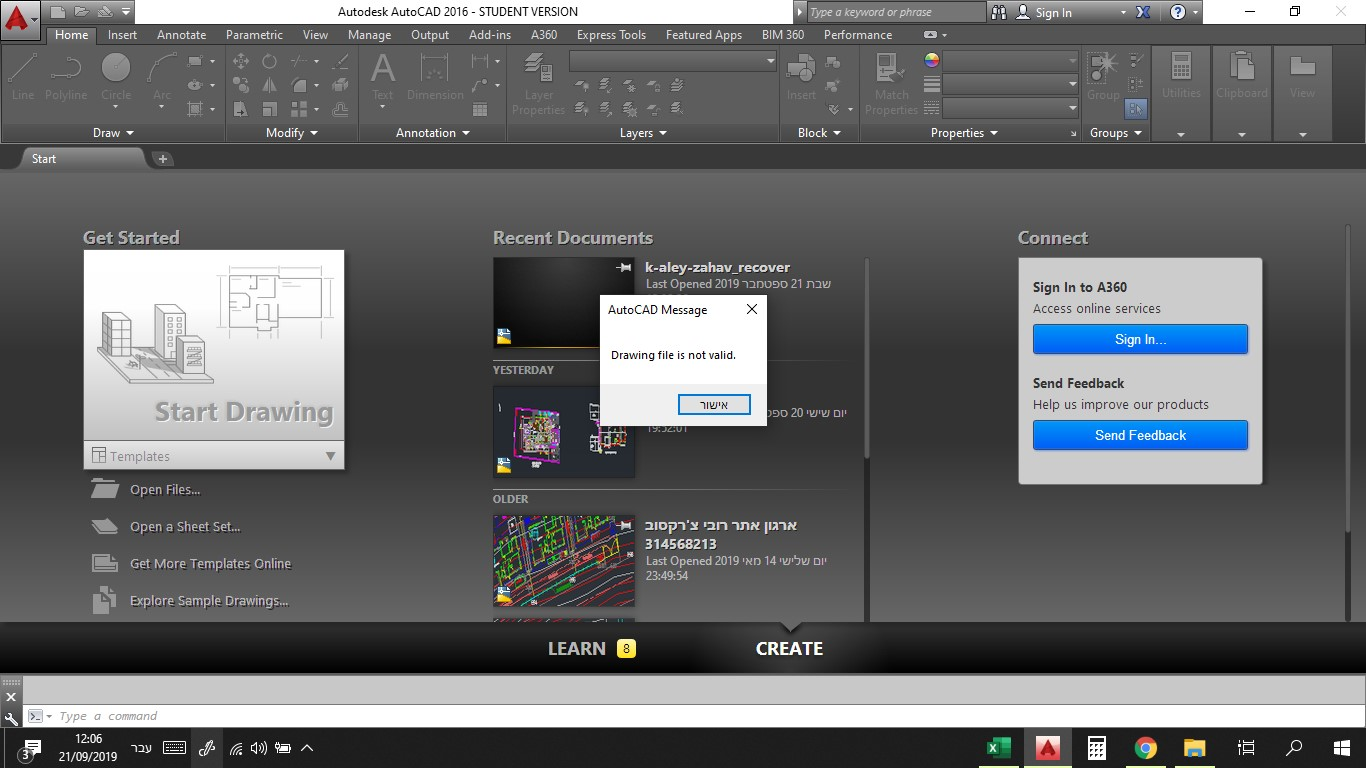 Autodesk AutoCAD 2016 - STUDENT VERSION
Type a keyword or phrase
Sign In
Home Insert Annotate Parametric View Manage Output Add-ins A360 Express Tools Featured Apps BIM 360 Performance
Line Polyline Circle Arc
Text Dimension
Layer Properties
Insert
Match Properties
Group
Utilities
Clipboard
View
Draw Modify Annotation Layers Block Properties Groups
Start
Get Started
Start Drawing
Templates
Open Files...
Open a Sheet Set...
Get More Templates Online
Explore Sample Drawings...
Recent Documents
k-aley-zahav_recover
Last Opened שבת 21 ספטמבר 2019
AutoCAD Message
Drawing file is not valid.
אישור
YESTERDAY
יום שישי 20
19:52:01
OLDER
ארגון אתר רובי צ'רקסוב
314568213
Last Opened יום שלישי 14 מאי 2019
23:49:54
Connect
Sign In to A360
Access online services
Sign In...
Send Feedback
Help us improve our products
Send Feedback
LEARN 8
CREATE
Type a command
3
12:06
21/09/2019
עבר